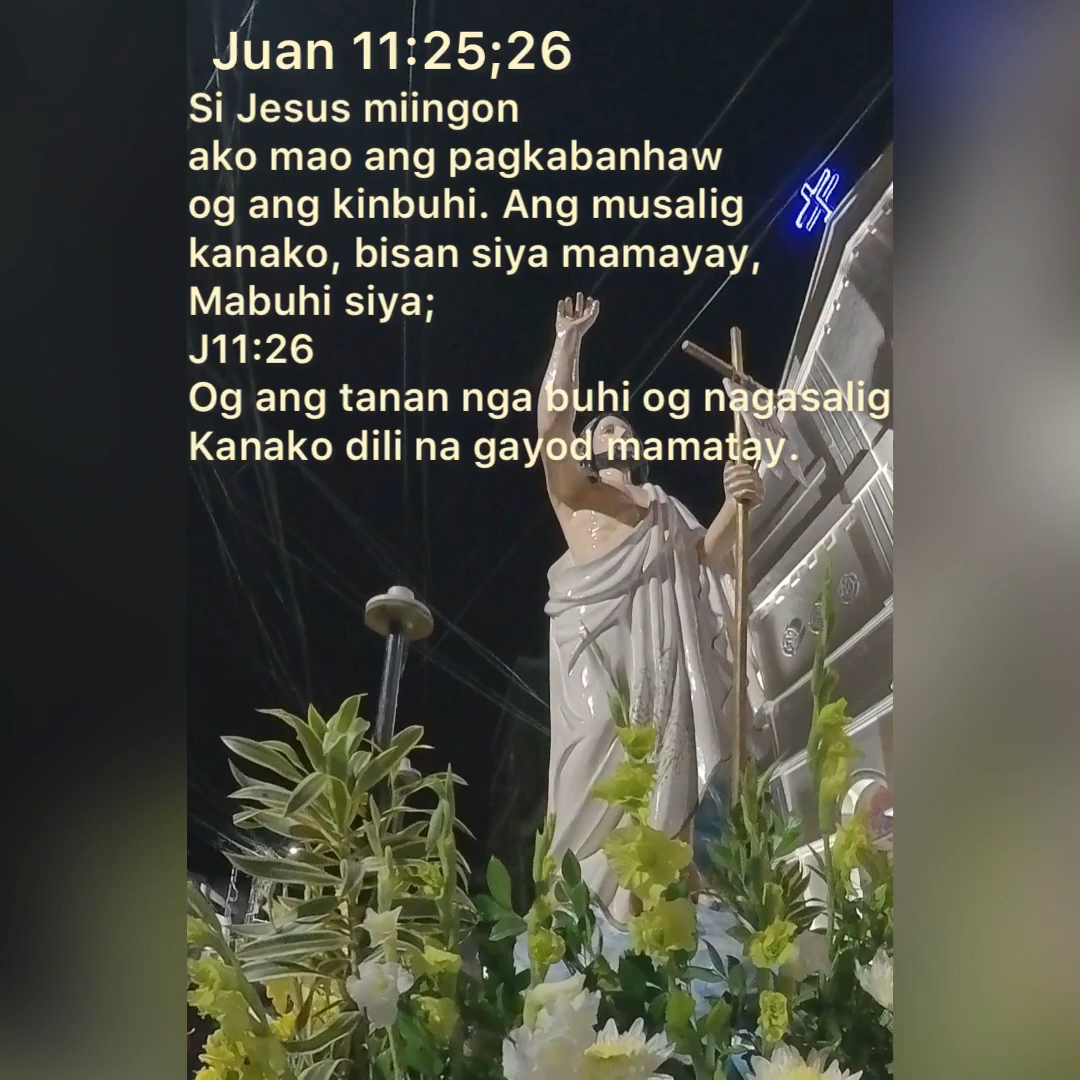 Juan 11:25;26
Si Jesus miingon
ako mao ang pagkabanhaw
og ang kinbuhi. Ang musalig
kanako, bisan siya mamayay,
Mabuhi siya;
J11:26
Og ang tanan nga buhi og nagasalig
Kanako dili na gayod mamatay.